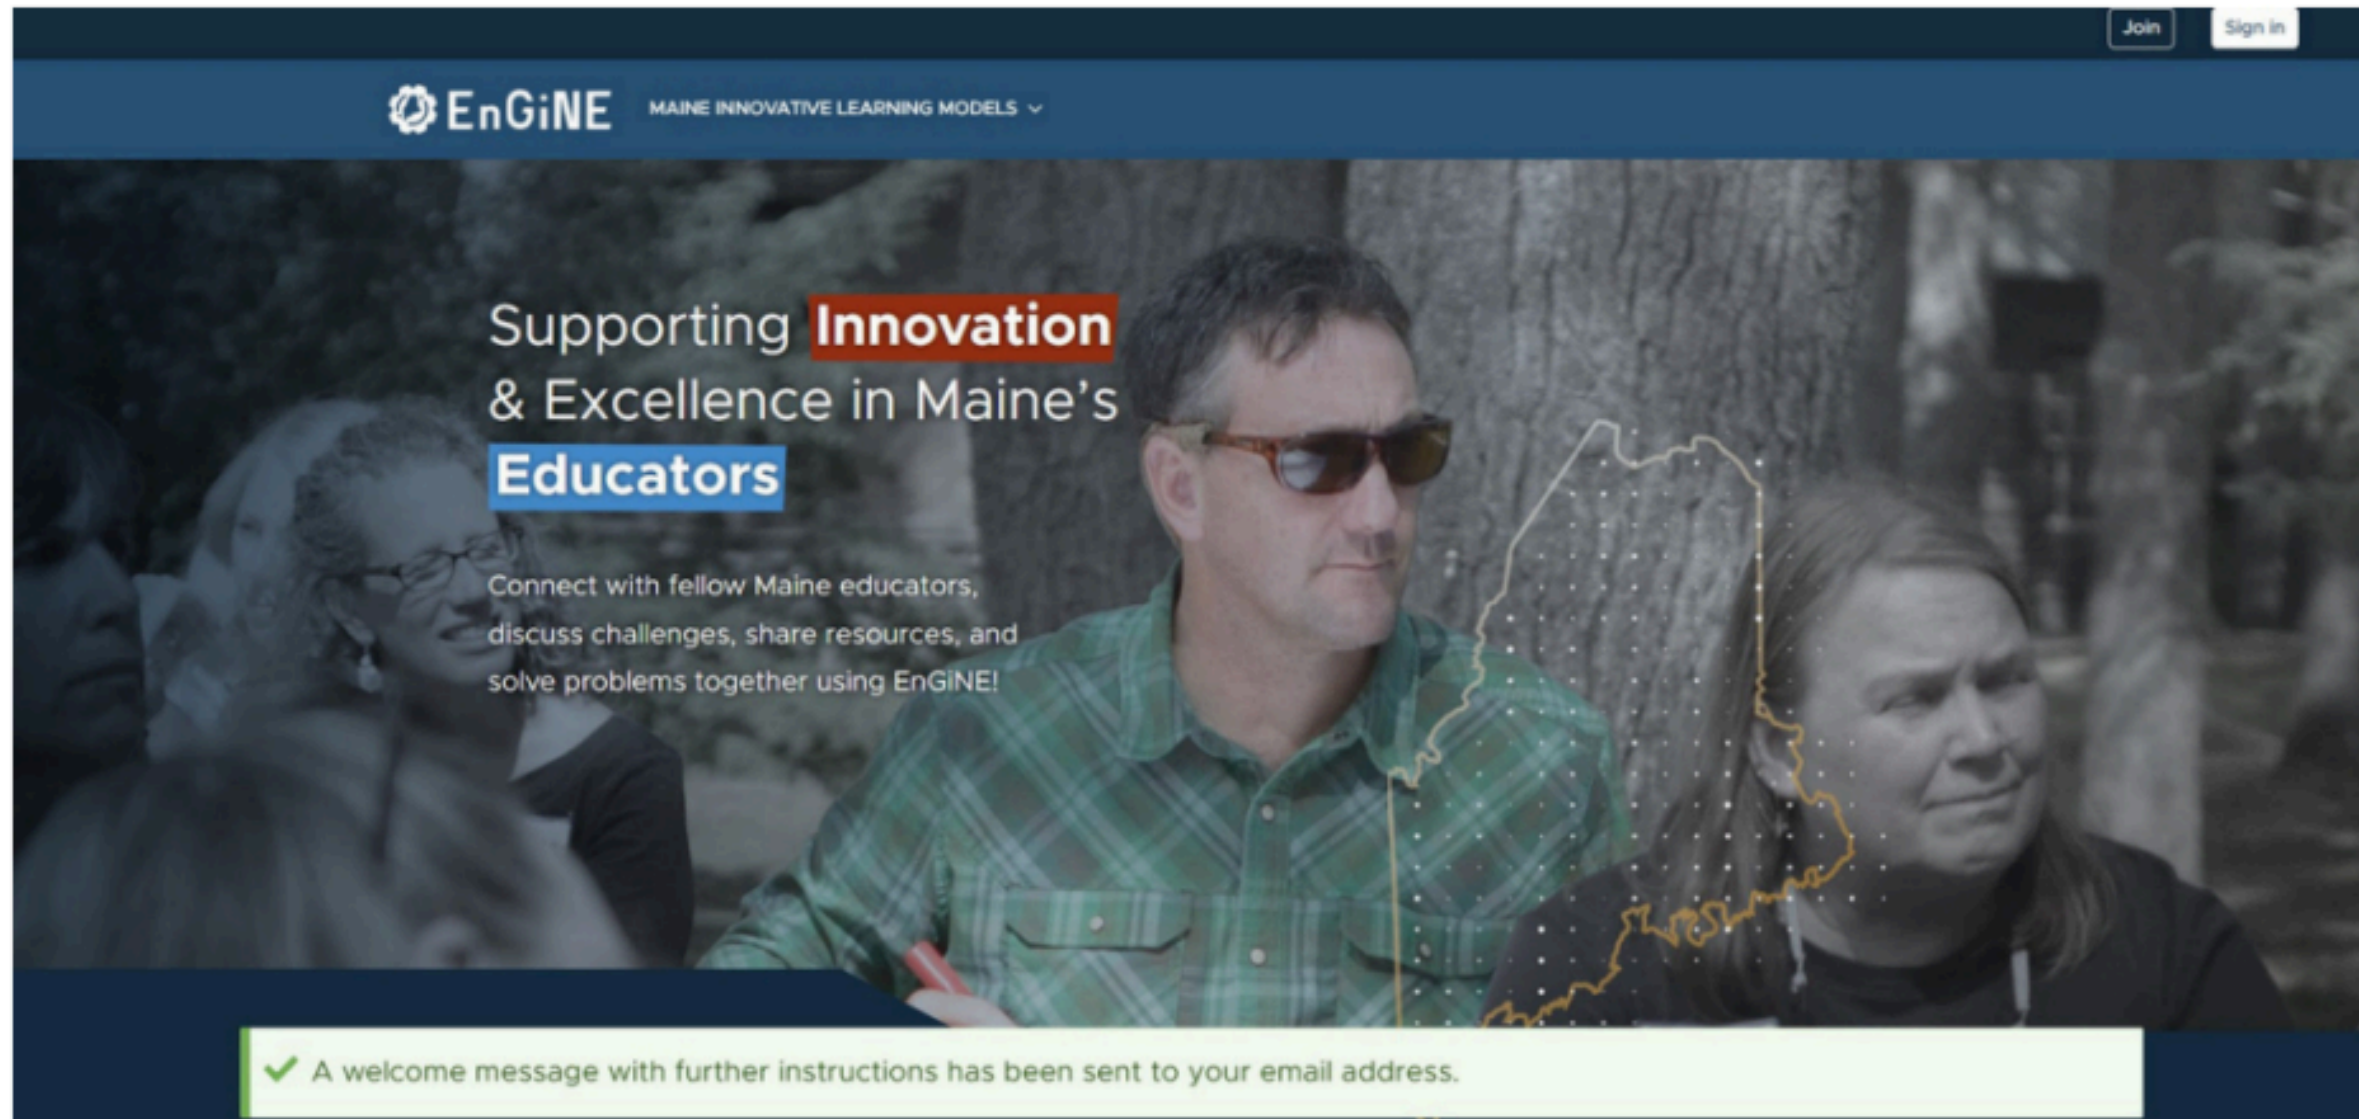 Join
Sign in
EnGiNE
MAINE INNOVATIVE LEARNING MODELS
Supporting Innovation
& Excellence in Maine's
Educators
Connect with fellow Maine educators,
discuss challenges, share resources, and
solve problems together using EnGiNE!
A welcome message with further instructions has been sent to your email address.